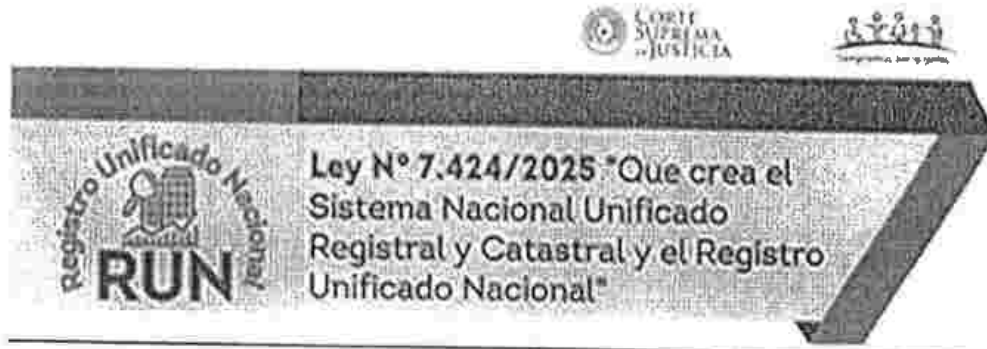 CORTE
SUPREMA
DE JUSTICIA
Registro Unificado Nacional
RUN
Ley N° 7.424/2025 "Que crea el
Sistema Nacional Unificado
Registral y Catastral y el Registro
Unificado Nacional"